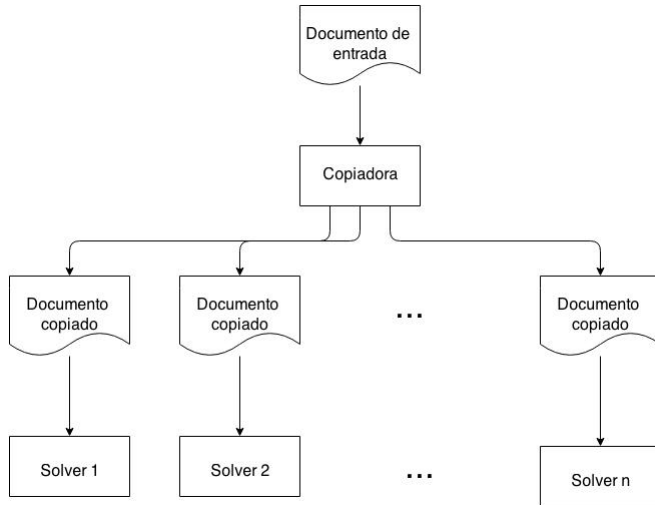 Documento de
entrada
Copiadora
Documento
copiado
Documento
copiado
...
Documento
copiado
Solver 1
Solver 2
...
Solver n